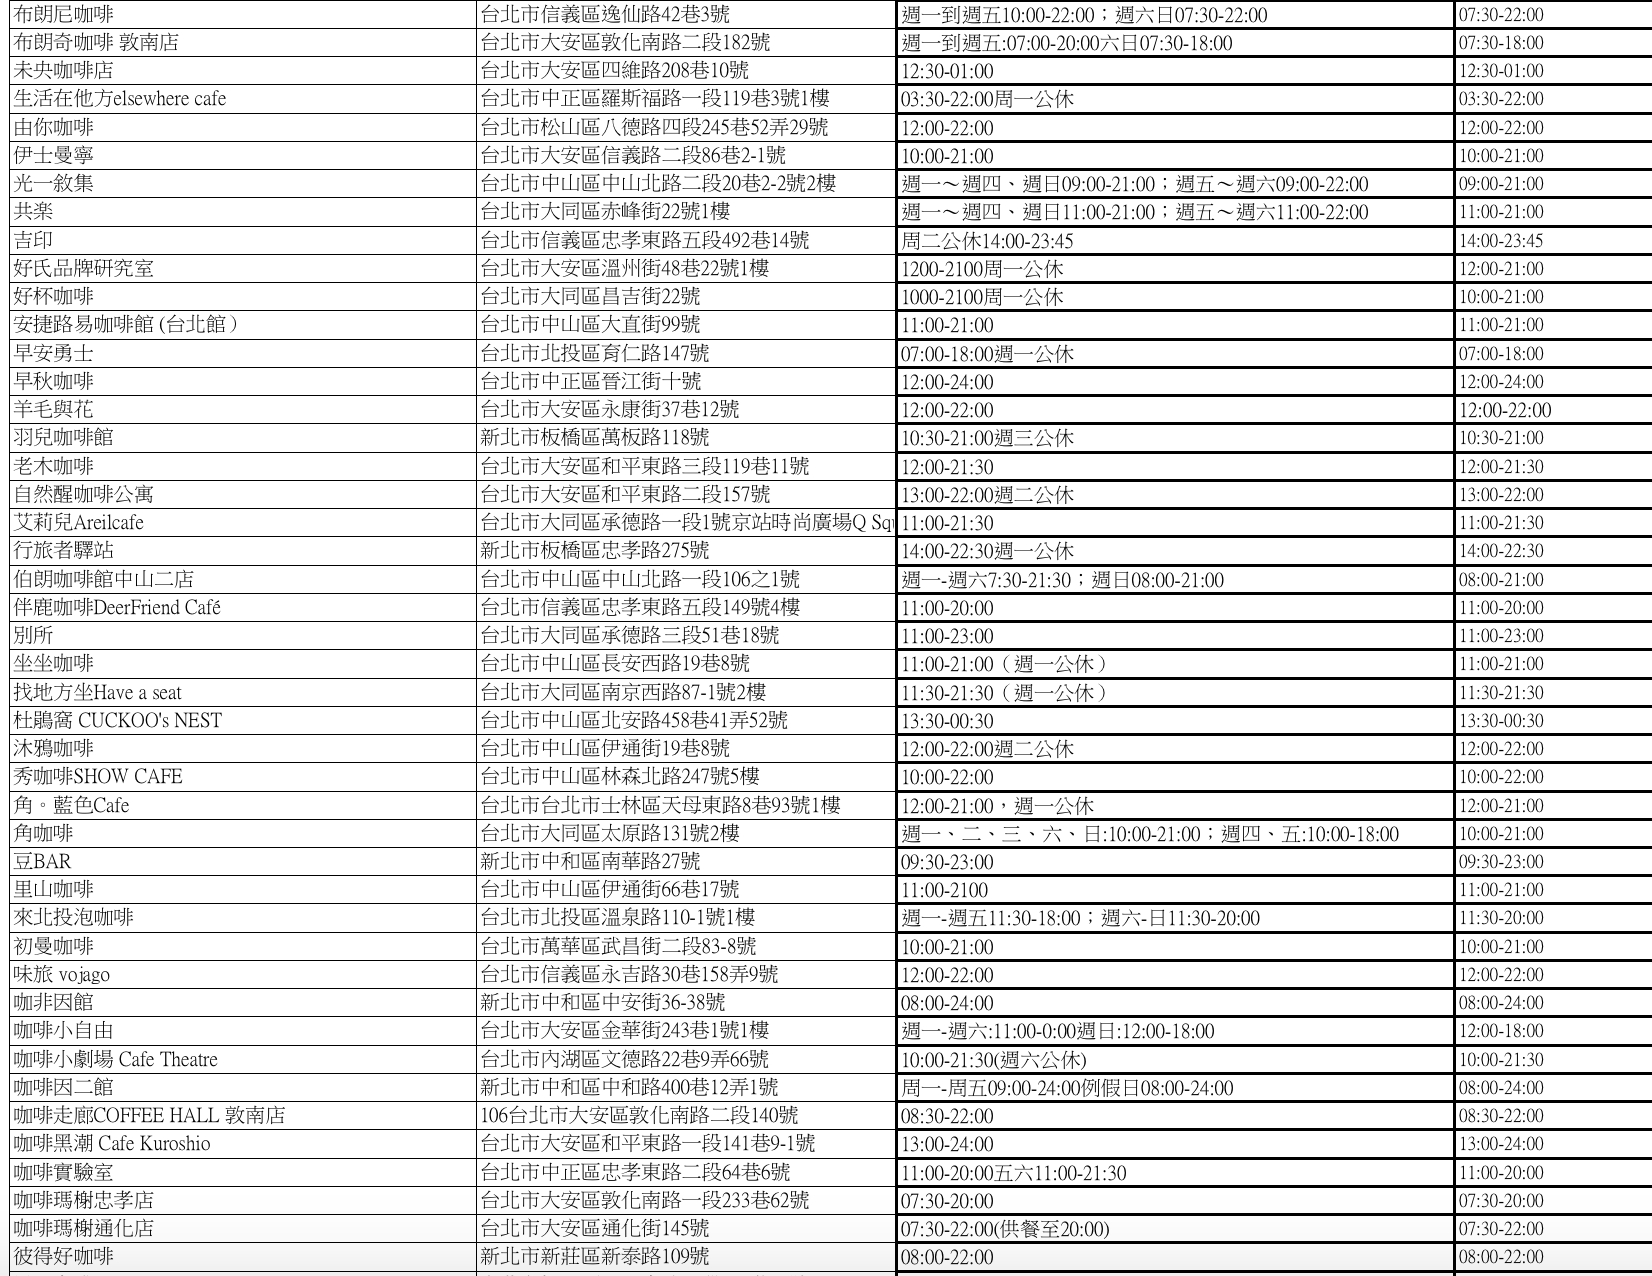 布朗尼咖啡 台北市信義區逸仙路42巷3號 週一到週五10:00-22:00；週六日07:30-22:00 07:30-22:00
布朗奇咖啡 敦南店 台北市大安區敦化南路二段182號 週一到週五:07:00-20:00六日07:30-18:00 07:30-18:00
未央咖啡店 台北市大安區四維路208巷10號 12:30-01:00 12:30-01:00
生活在他方elsewhere cafe 台北市中正區羅斯福路一段119巷3號1樓 03:30-22:00周一公休 03:30-22:00
由你咖啡 台北市松山區八德路四段245巷52弄29號 12:00-22:00 12:00-22:00
伊士曼寧 台北市大安區信義路二段86巷2-1號 10:00-21:00 10:00-21:00
光一敘集 台北市中山區中山北路二段20巷2-2號2樓 週一～週四、週日09:00-21:00；週五～週六09:00-22:00 09:00-21:00
共楽 台北市大同區赤峰街22號1樓 週一～週四、週日11:00-21:00；週五～週六11:00-22:00 11:00-21:00
吉印 台北市信義區忠孝東路五段492巷14號 周二公休14:00-23:45 14:00-23:45
好氏品牌研究室 台北市大安區溫州街48巷22號1樓 1200-2100周一公休 12:00-21:00
好杯咖啡 台北市大同區昌吉街22號 1000-2100周一公休 10:00-21:00
安捷路易咖啡館 (台北館 ) 台北市中山區大直街99號 11:00-21:00 11:00-21:00
早安勇士 台北市北投區育仁路147號 07:00-18:00週一公休 07:00-18:00
早秋咖啡 台北市中正區晉江街十號 12:00-24:00 12:00-24:00
羊毛與花 台北市大安區永康街37巷12號 12:00-22:00 12:00-22:00
羽兒咖啡館 新北市板橋區萬板路118號 10:30-21:00週三公休 10:30-21:00
老木咖啡 台北市大安區和平東路三段119巷11號 12:00-21:30 12:00-21:30
自然醒咖啡公寓 台北市大安區和平東路二段157號 13:00-22:00週二公休 13:00-22:00
艾莉兒Areilcafe 台北市大同區承德路一段1號京站時尚廣場Q Squ 11:00-21:30 11:00-21:30
行旅者驛站 新北市板橋區忠孝路275號 14:00-22:30週一公休 14:00-22:30
伯朗咖啡館中山二店 台北市中山區中山北路一段106之1號 週一-週六7:30-21:30；週日08:00-21:00 08:00-21:00
伴鹿咖啡DeerFriend Café 台北市信義區忠孝東路五段149號4樓 11:00-20:00 11:00-20:00
別所 台北市大同區承德路三段51巷18號 11:00-23:00 11:00-23:00
坐坐咖啡 台北市中山區長安西路19巷8號 11:00-21:00（週一公休） 11:00-21:00
找地方坐Have a seat 台北市大同區南京西路87-1號2樓 11:30-21:30（週一公休） 11:30-21:30
杜鵑窩 CUCKOO's NEST 台北市中山區北安路458巷41弄52號 13:30-00:30 13:30-00:30
沐鴉咖啡 台北市中山區伊通街19巷8號 12:00-22:00週二公休 12:00-22:00
秀咖啡SHOW CAFE 台北市中山區林森北路247號5樓 10:00-22:00 10:00-22:00
角。藍色Cafe 台北市台北市士林區天母東路8巷93號1樓 12:00-21:00，週一公休 12:00-21:00
角咖啡 台北市大同區太原路131號2樓 週一、二、三、六、日:10:00-21:00；週四、五:10:00-18:00 10:00-21:00
豆BAR 新北市中和區南華路27號 09:30-23:00 09:30-23:00
里山咖啡 台北市中山區伊通街66巷17號 11:00-2100 11:00-21:00
來北投泡咖啡 台北市北投區溫泉路110-1號1樓 週一-週五11:30-18:00；週六-日11:30-20:00 11:30-20:00
初曼咖啡 台北市萬華區武昌街二段83-8號 10:00-21:00 10:00-21:00
味旅 vojago 台北市信義區永吉路30巷158弄9號 12:00-22:00 12:00-22:00
咖非因館 新北市中和區中安街36-38號 08:00-24:00 08:00-24:00
咖啡小自由 台北市大安區金華街243巷1號1樓 週一-週六:11:00-0:00週日:12:00-18:00 12:00-18:00
咖啡小劇場 Cafe Theatre 台北市內湖區文德路22巷9弄66號 10:00-21:30(週六公休) 10:00-21:30
咖啡因二館 新北市中和區中和路400巷12弄1號 周一-周五09:00-24:00例假日08:00-24:00 08:00-24:00
咖啡走廊COFFEE HALL 敦南店 106台北市大安區敦化南路二段140號 08:30-22:00 08:30-22:00
咖啡黑潮 Cafe Kuroshio 台北市大安區和平東路一段141巷9-1號 13:00-24:00 13:00-24:00
咖啡實驗室 台北市中正區忠孝東路二段64巷6號 11:00-20:00五六11:00-21:30 11:00-20:00
咖啡瑪榭忠孝店 台北市大安區敦化南路一段233巷62號 07:30-20:00 07:30-20:00
咖啡瑪榭通化店 台北市大安區通化街145號 07:30-22:00(供餐至20:00) 07:30-22:00
彼得好咖啡 新北市新莊區新泰路109號 08:00-22:00 08:00-22:00